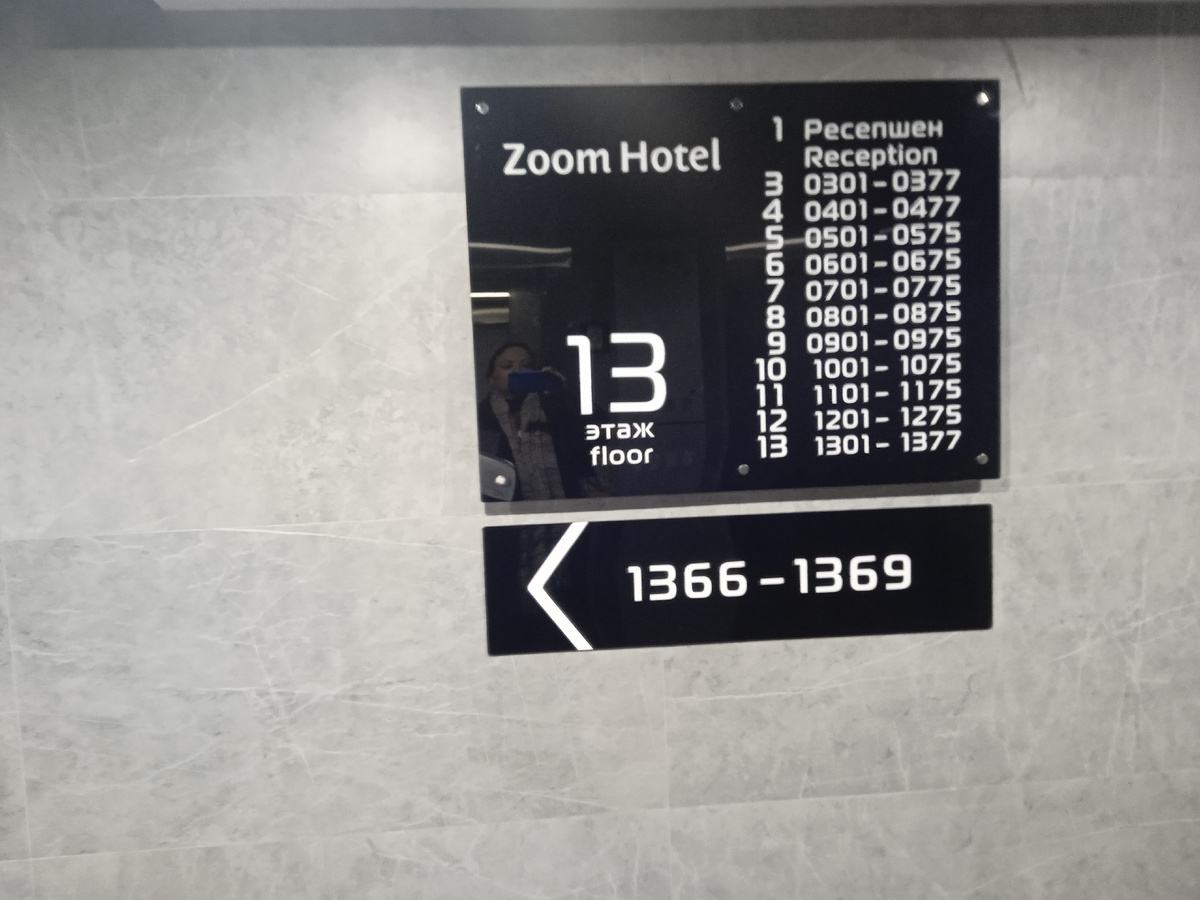 Zoom Hotel
13
этаж
floor
1 Ресепшен
Reception
3 0301 - 0377
4 0401 - 0477
5 0501 - 0575
6 0601 - 0675
7 0701 - 0775
8 0801 - 0875
9 0901 - 0975
10 1001 - 1075
11 1101 - 1175
12 1201 - 1275
13 1301 - 1377
1366 - 1369